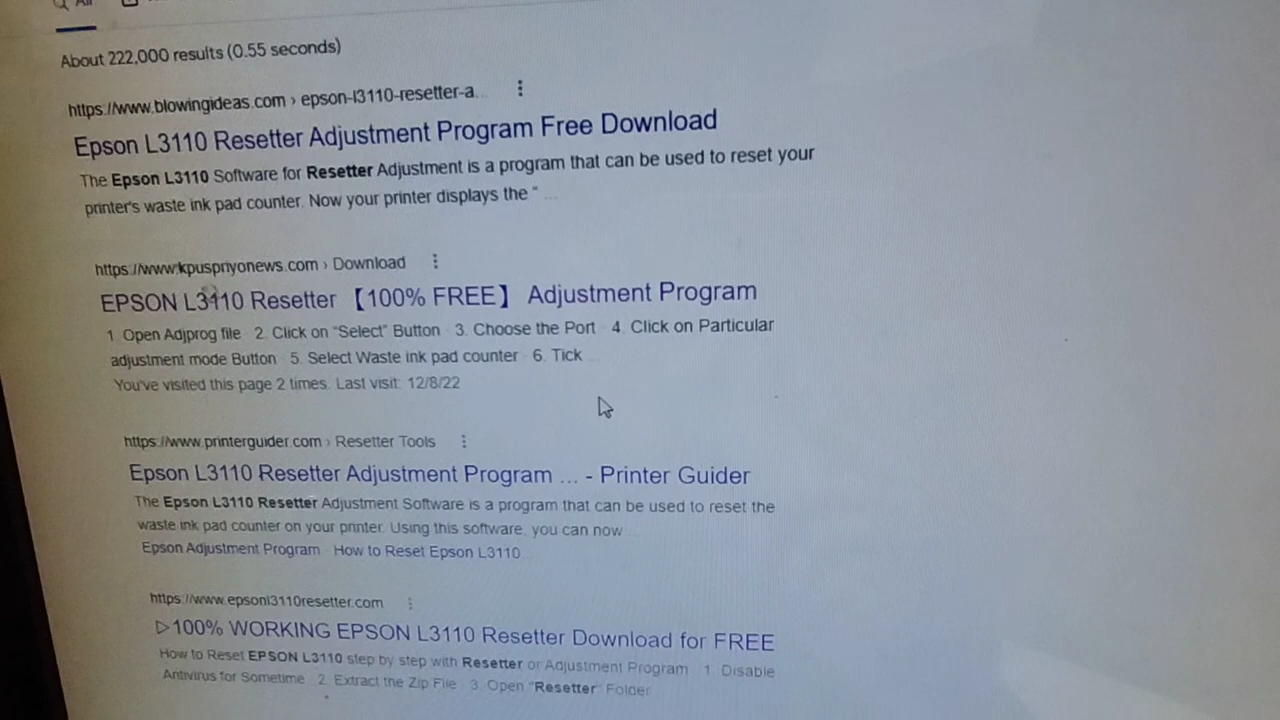 About 222,000 results (0.55 seconds)
https://www.blowingideas.com › epson-l3110-resetter-a...
Epson L3110 Resetter Adjustment Program Free Download
The Epson L3110 Software for Resetter Adjustment is a program that can be used to reset your
printer's waste ink pad counter. Now your printer displays the " ...
https://www.kpuspriyonews.com › Download
EPSON L3110 Resetter 【100% FREE】 Adjustment Program
1. Open Adjprog file · 2. Click on "Select" Button · 3. Choose the Port · 4. Click on Particular
adjustment mode Button · 5. Select Waste ink pad counter · 6. Tick ...
You've visited this page 2 times. Last visit: 12/8/22
https://www.printerguider.com › Resetter Tools
Epson L3110 Resetter Adjustment Program ... - Printer Guider
The Epson L3110 Resetter Adjustment Software is a program that can be used to reset the
waste ink pad counter on your printer. Using this software, you can now ...
Epson Adjustment Program · How to Reset Epson L3110 ...
https://www.epsonl3110resetter.com
▷100% WORKING EPSON L3110 Resetter Download for FREE
How to Reset EPSON L3110 step by step with Resetter or Adjustment Program · 1. Disable
Antivirus for Sometime · 2. Extract the Zip File · 3. Open "Resetter" Folder